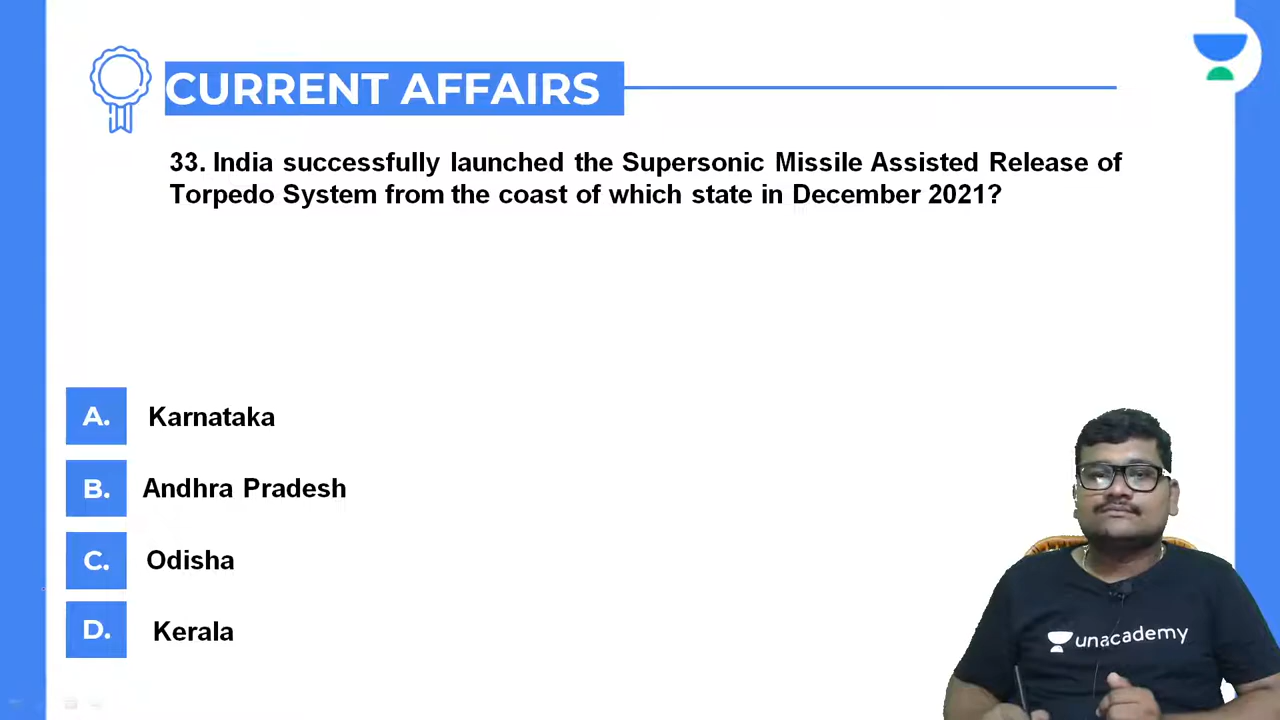 CURRENT AFFAIRS
33. India successfully launched the Supersonic Missile Assisted Release of
Torpedo System from the coast of which state in December 2021?
A. Karnataka
B. Andhra Pradesh
C. Odisha
D. Kerala
unacademy